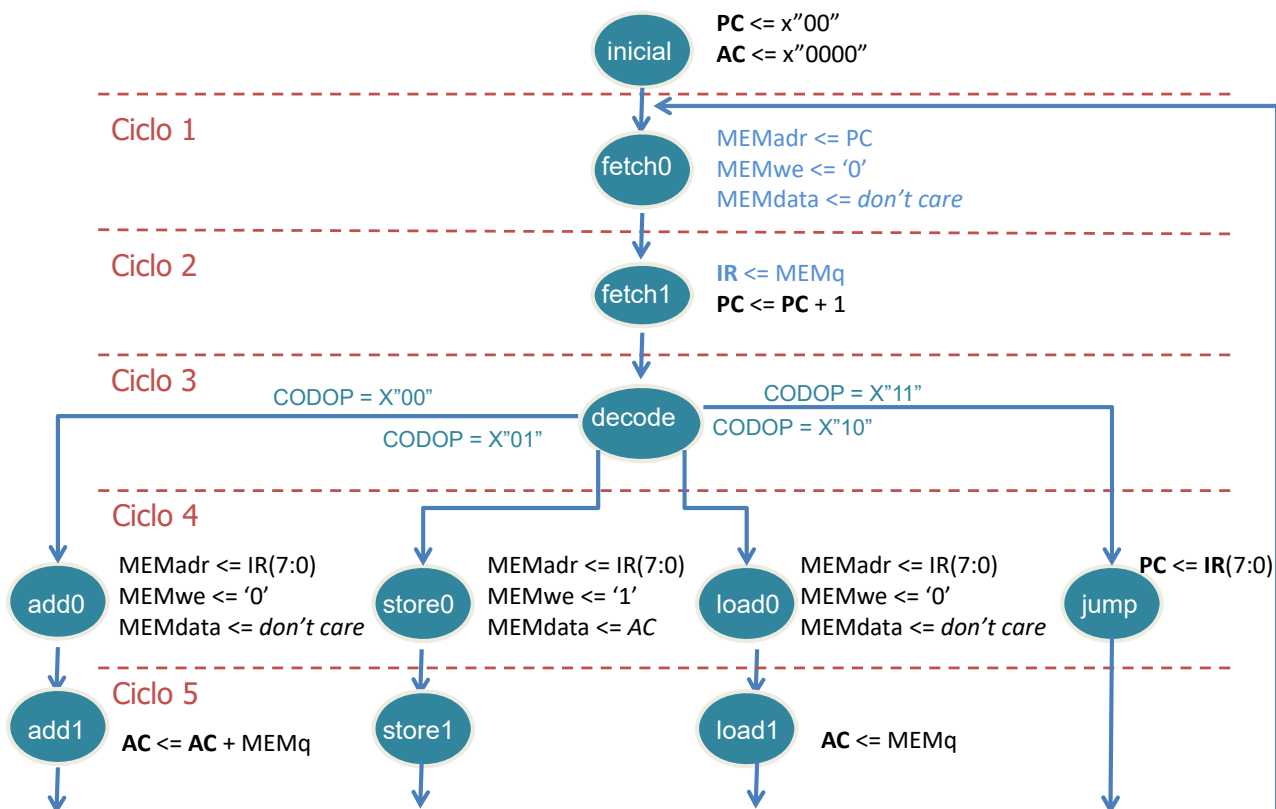 inicial
PC <= x”00”
AC <= x”0000”
Ciclo 1
fetch0
MEMadr <= PC
MEMwe <= ‘0’
MEMdata <= don’t care
Ciclo 2
fetch1
IR <= MEMq
PC <= PC + 1
Ciclo 3
decode
CODOP = X”00”
CODOP = X”01”
CODOP = X”11”
CODOP = X”10”
Ciclo 4
add0
MEMadr <= IR(7:0)
MEMwe <= ‘0’
MEMdata <= don’t care
store0
MEMadr <= IR(7:0)
MEMwe <= ‘1’
MEMdata <= AC
load0
MEMadr <= IR(7:0)
MEMwe <= ‘0’
MEMdata <= don’t care
jump
PC <= IR(7:0)
Ciclo 5
add1
AC <= AC + MEMq
store1
load1
AC <= MEMq